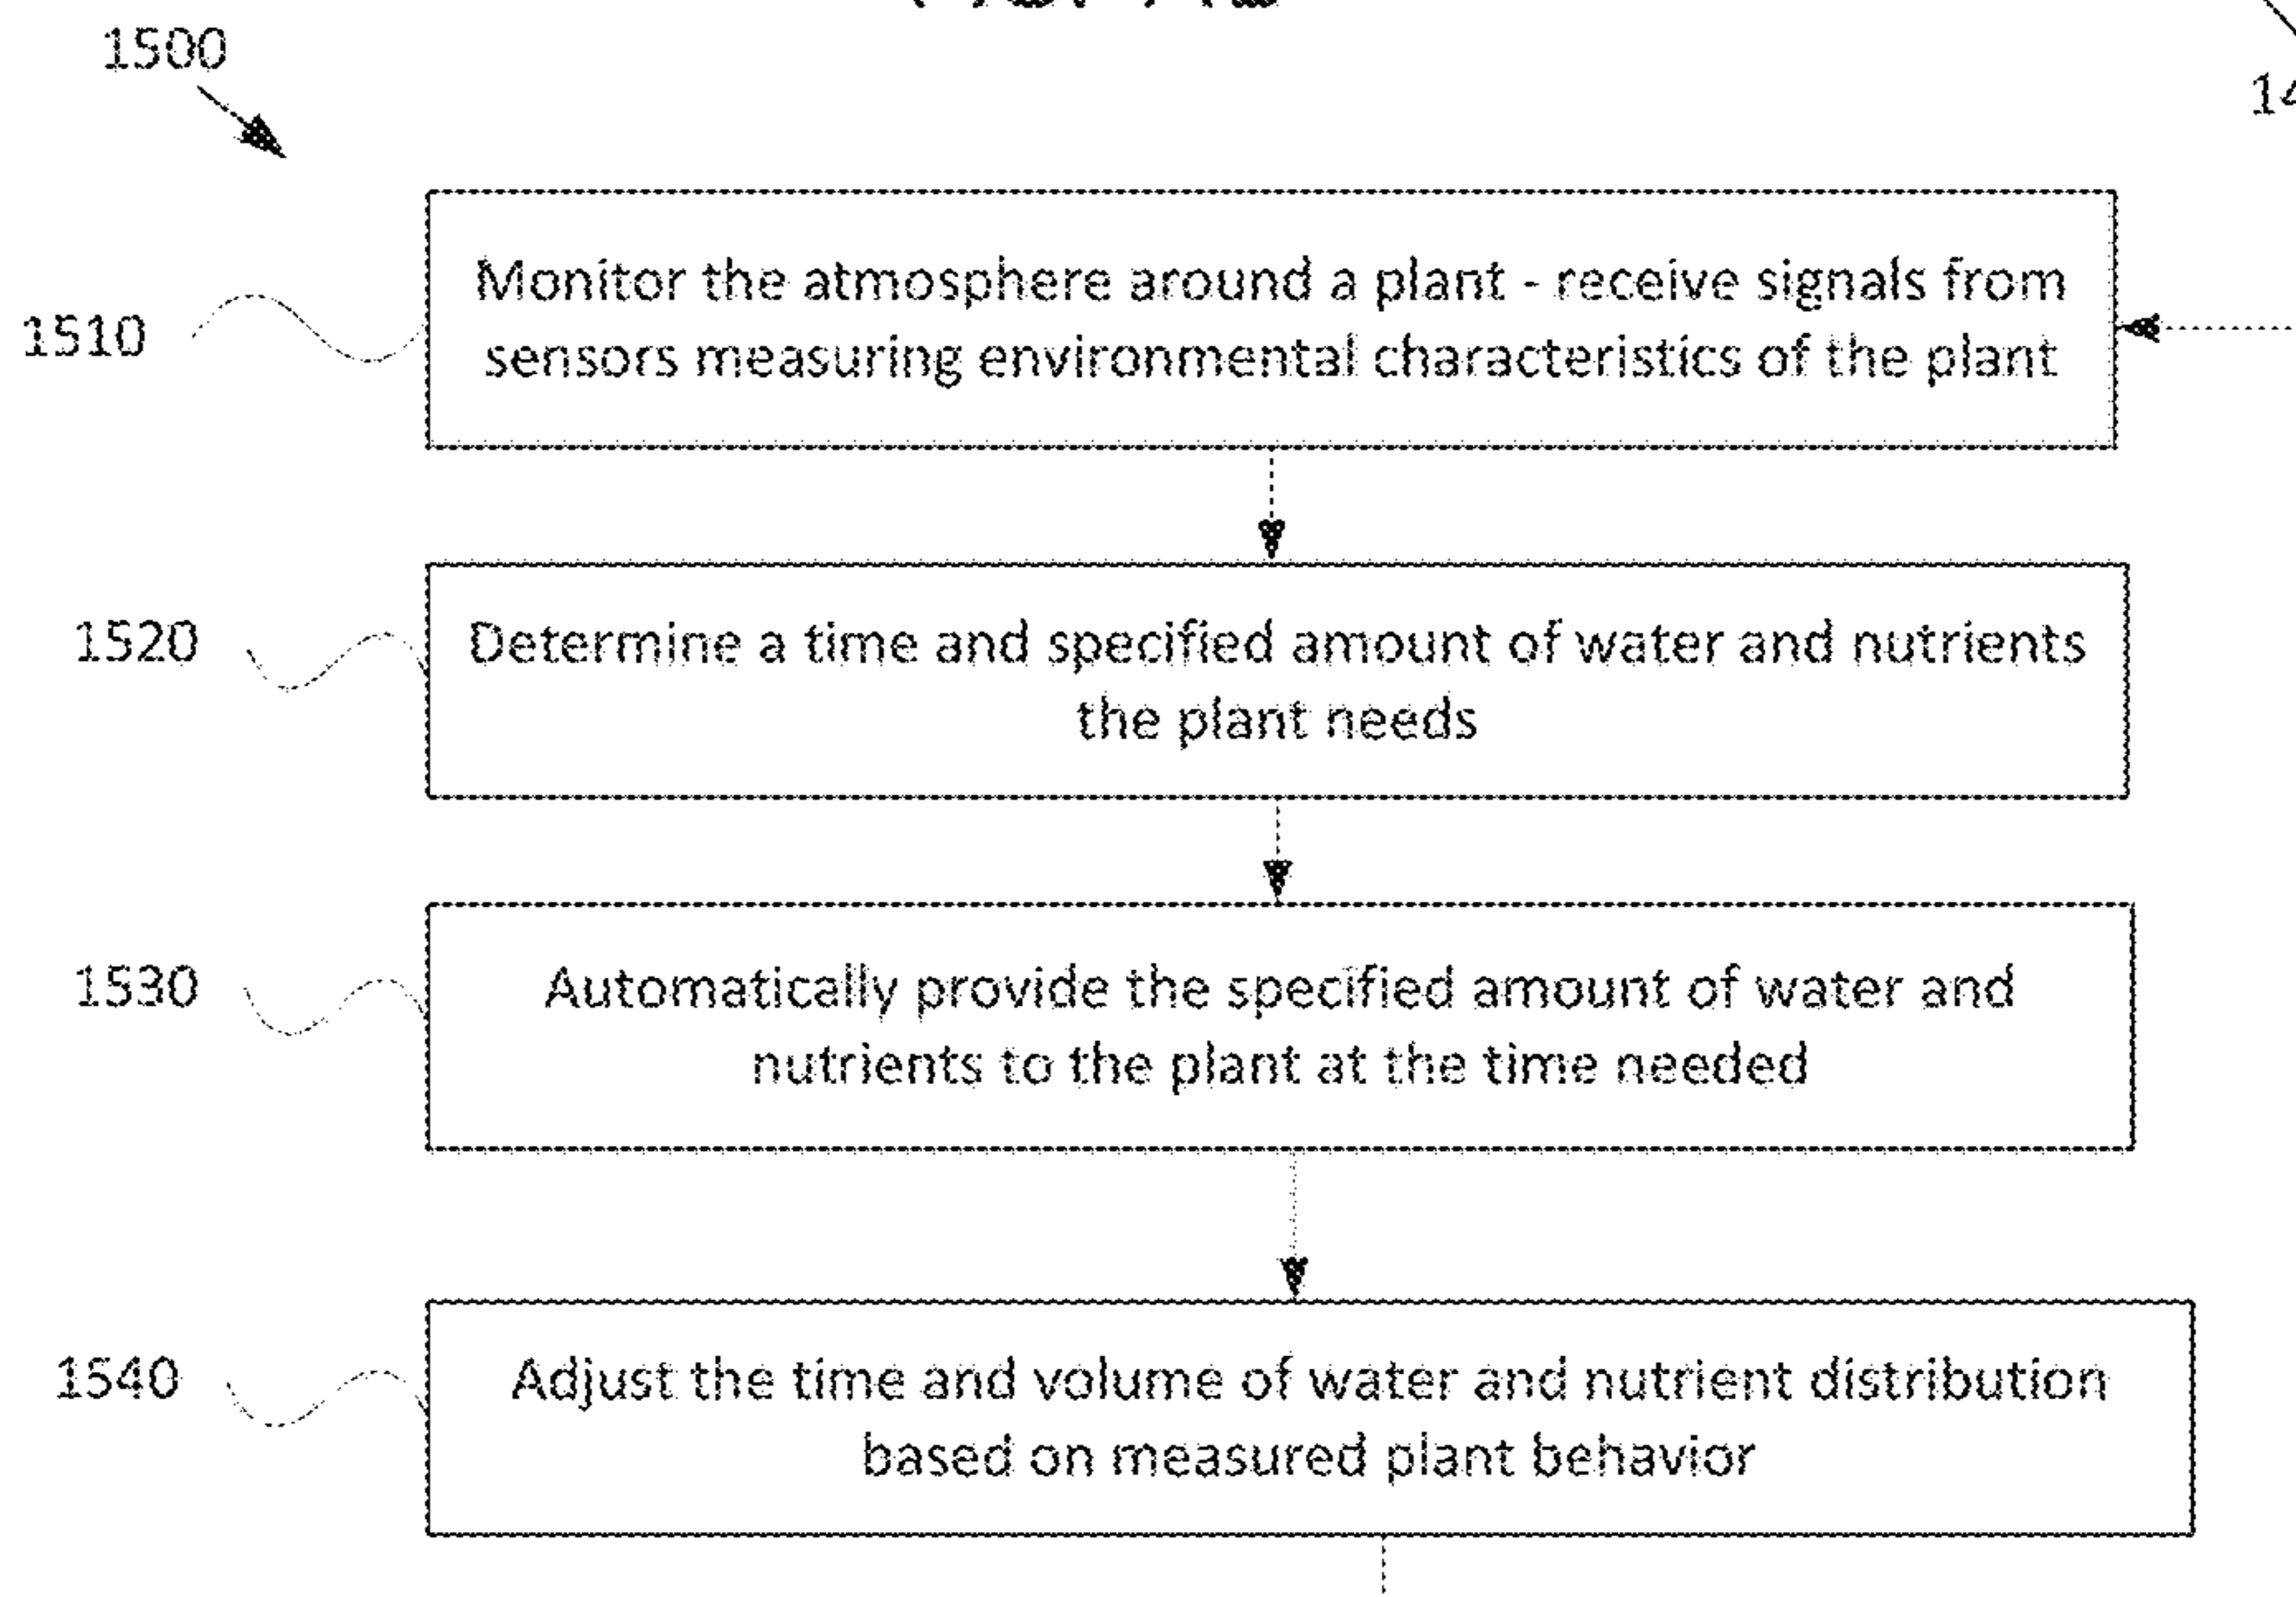 1500
1510
Monitor the atmosphere around a plant - receive signals from
sensors measuring environmental characteristics of the plant
1520
Determine a time and specified amount of water and nutrients
the plant needs
1530
Automatically provide the specified amount of water and
nutrients to the plant at the time needed
1540
Adjust the time and volume of water and nutrient distribution
based on measured plant behavior